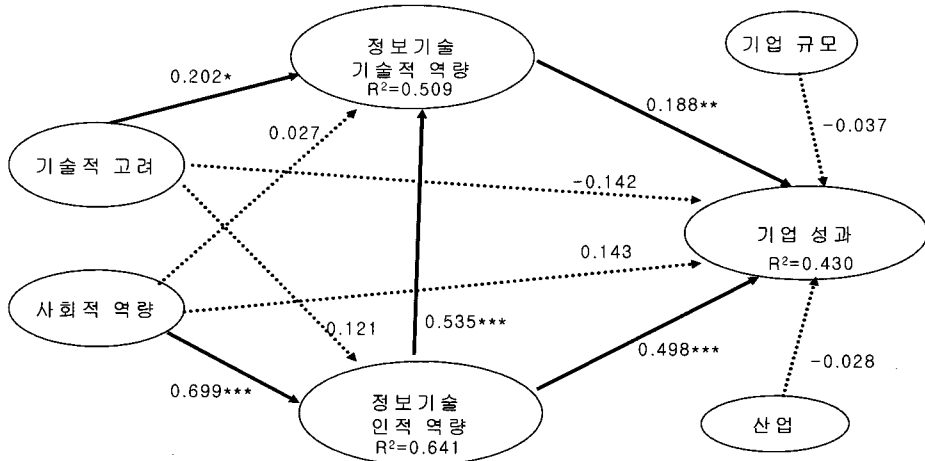 정보기술
기술적 역량
R²=0.509
기업 규모
0.202*
0.188**
0.027
-0.037
기술적 고려
-0.142
기업 성과
R²=0.430
0.143
사회적 역량
0.121
0.535***
0.498***
-0.028
0.699***
정보기술
인적 역량
R²=0.641
산업